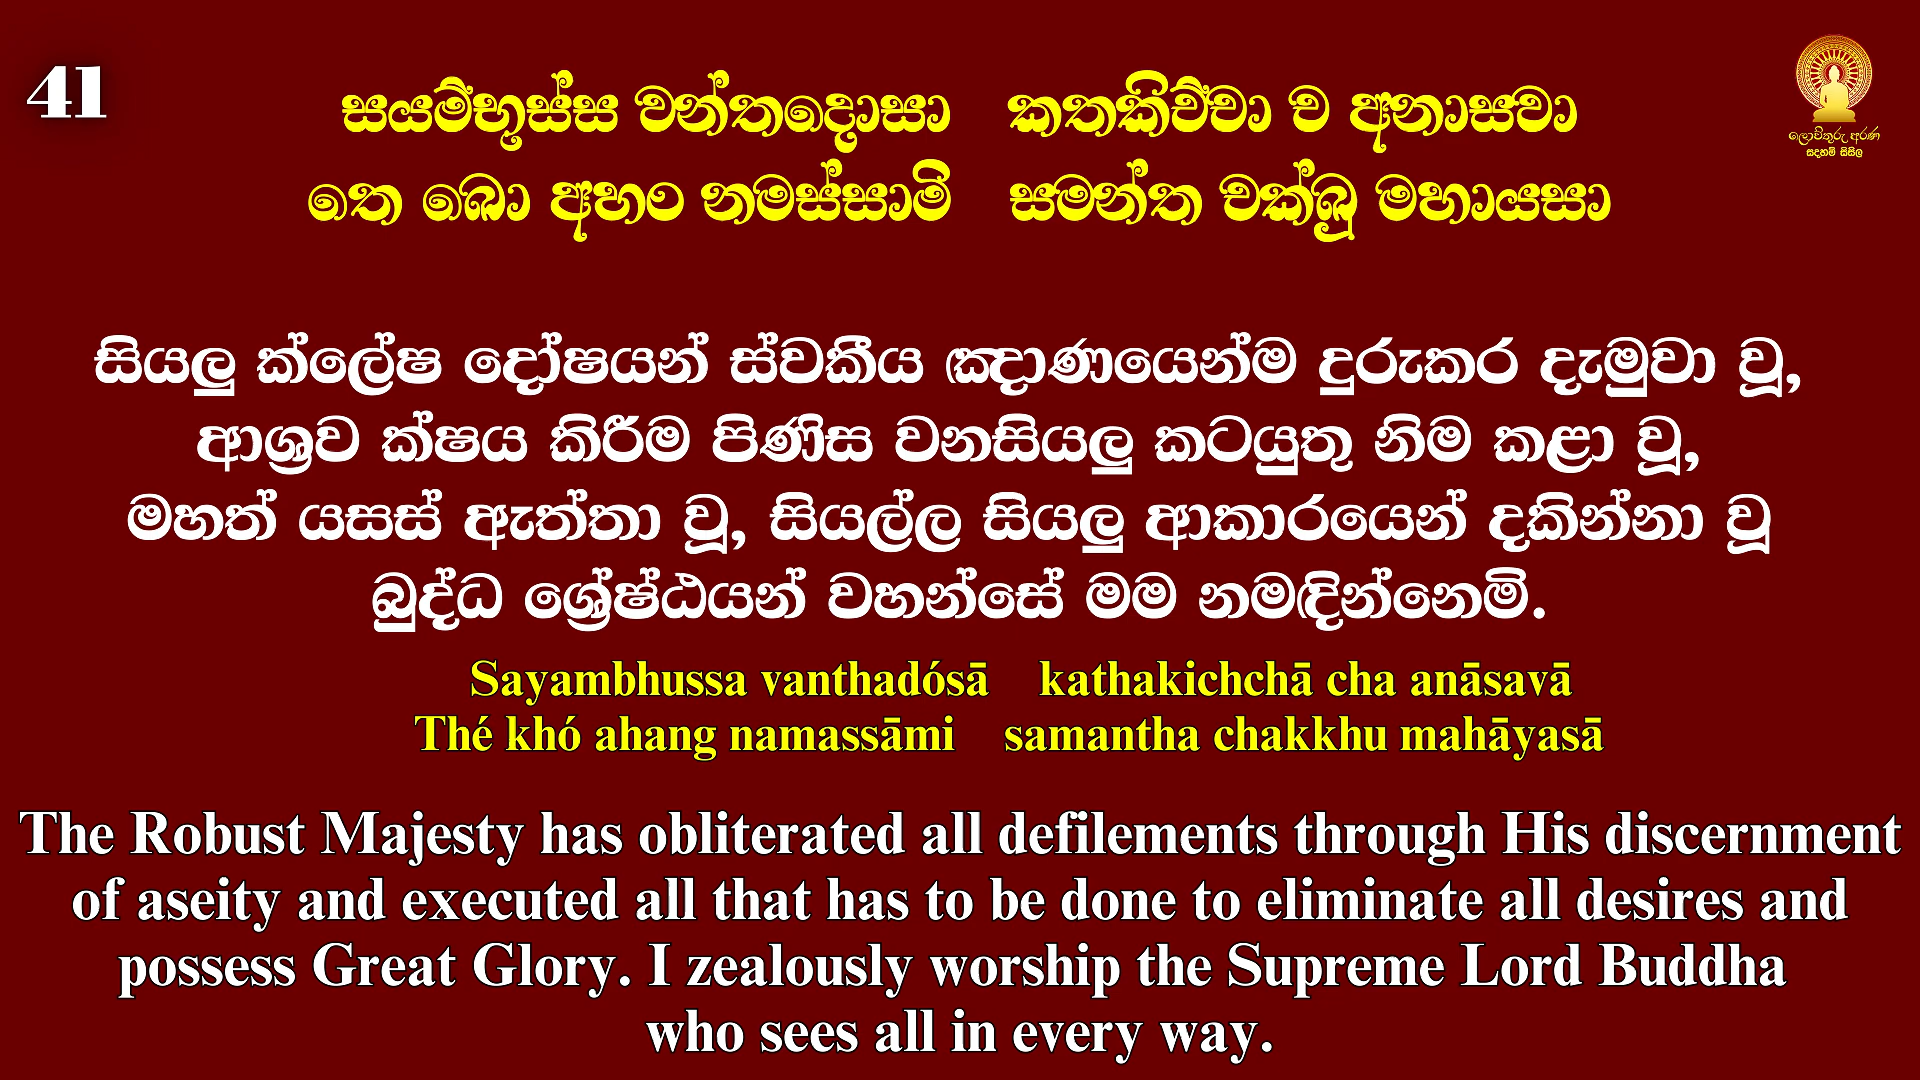 41
සයම්භූස්ස වන්තදොසා කතකිච්චා ච අනාසවා
තෙ ඛො අහං නමස්සාමි සමන්ත චක්ඛු මහායසා
ලොවිතුරු අරණ
සදහම් සිසිල
සියලු ක්ලේෂ දෝෂයන් ස්වකීය ඤාණයෙන්ම දුරුකර දැමුවා වූ,
ආශ්‍රව ක්ෂය කිරීම පිණිස වනසියලු කටයුතු නිම කළා වූ,
මහත් යසස් ඇත්තා වූ, සියල්ල සියලු ආකාරයෙන් දකින්නා වූ
බුද්ධ ශ්‍රේෂ්ඨයන් වහන්සේ මම නමඳින්නෙමි.
Sayambhussa vanthadósā kathakichchā cha anāsavā
Thé khó ahang namassāmi samantha chakkhu mahāyasā
The Robust Majesty has obliterated all defilements through His discernment
of aseity and executed all that has to be done to eliminate all desires and
possess Great Glory. I zealously worship the Supreme Lord Buddha
who sees all in every way.